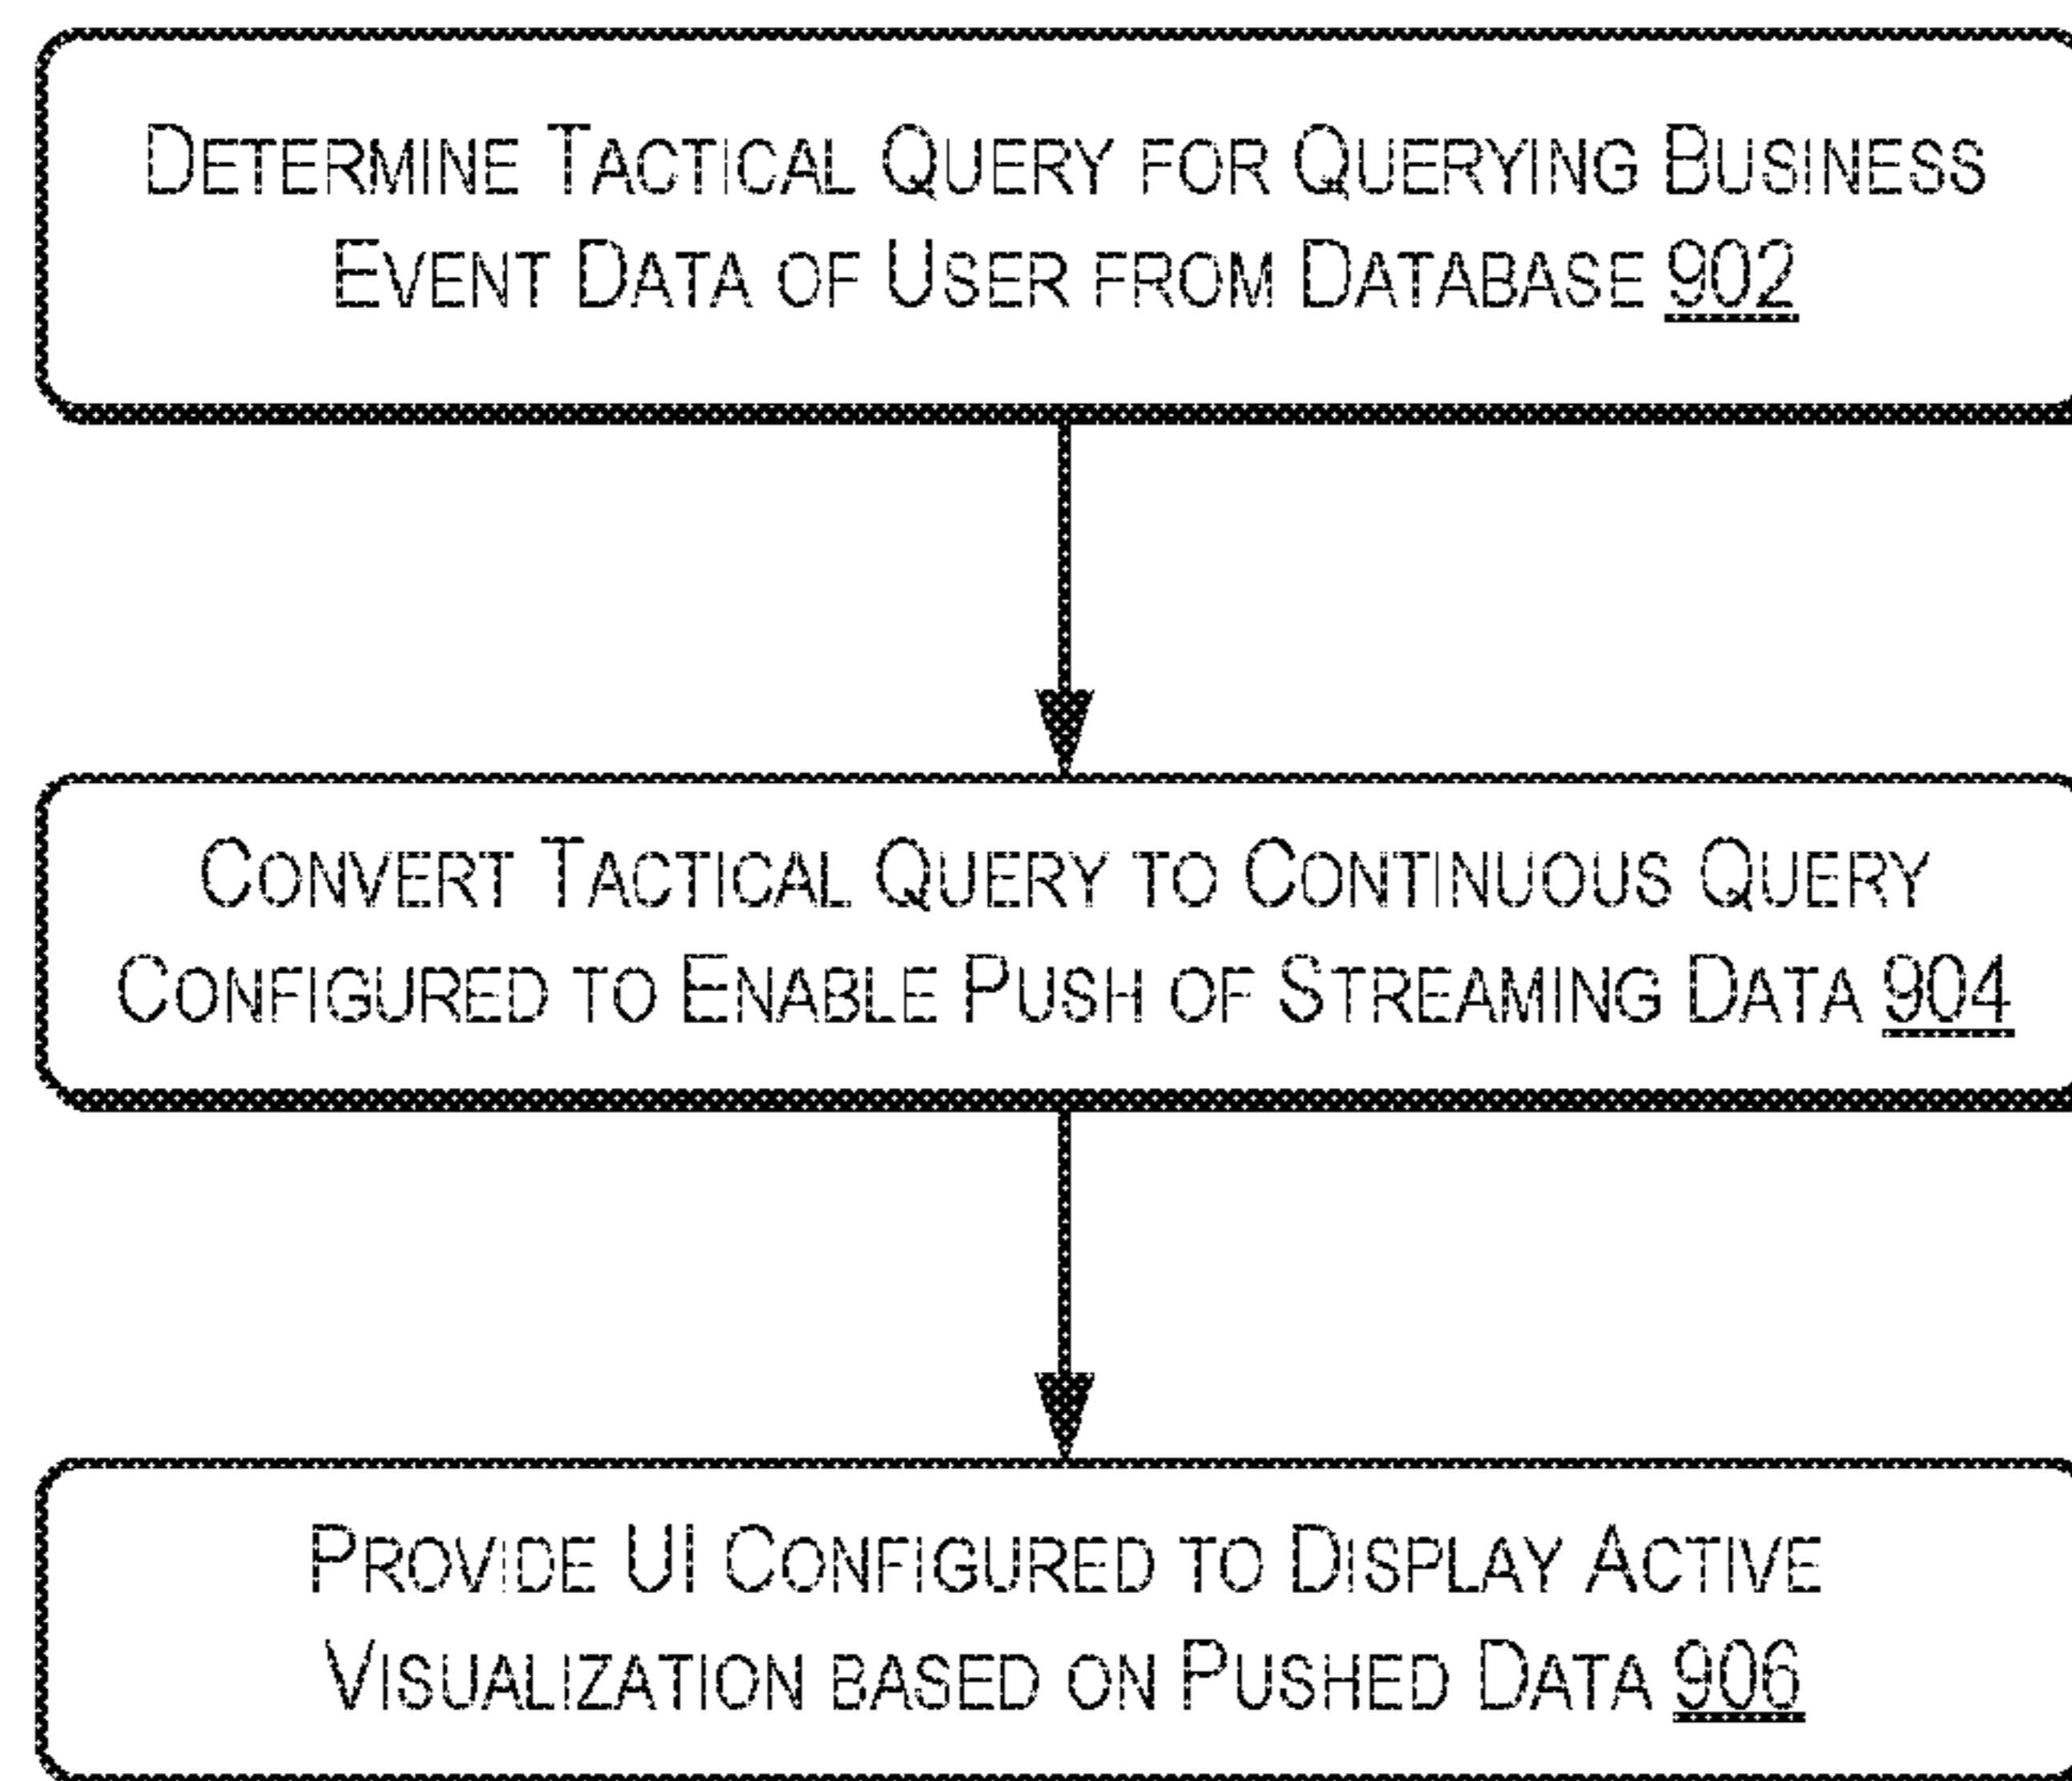 DETERMINE TACTICAL QUERY FOR QUERYING BUSINESS
EVENT DATA OF USER FROM DATABASE 902
CONVERT TACTICAL QUERY TO CONTINUOUS QUERY
CONFIGURED TO ENABLE PUSH OF STREAMING DATA 904
PROVIDE UI CONFIGURED TO DISPLAY ACTIVE
VISUALIZATION BASED ON PUSHED DATA 906